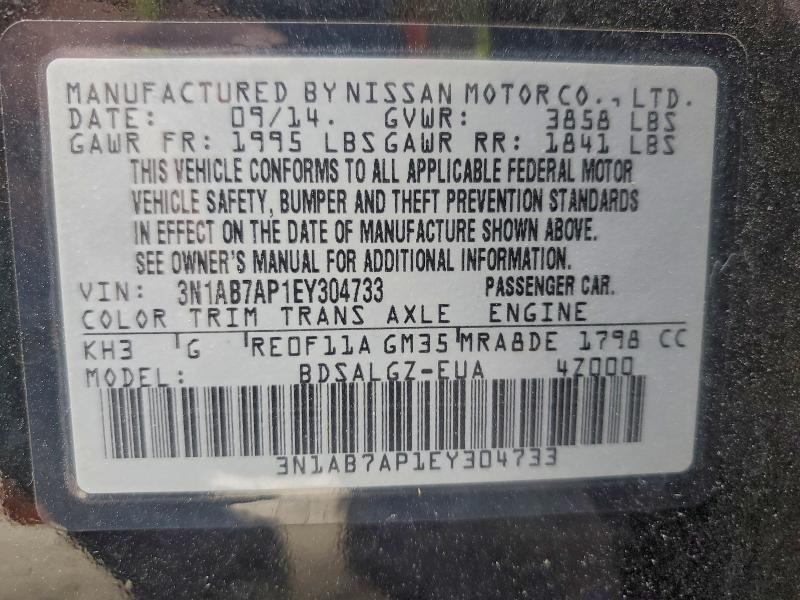 MANUFACTURED BY NISSAN MOTOR CO., LTD.
DATE: 09/14. GVWR: 3858 LBS
GAWR FR: 1995 LBS GAWR RR: 1841 LBS
THIS VEHICLE CONFORMS TO ALL APPLICABLE FEDERAL MOTOR
VEHICLE SAFETY, BUMPER AND THEFT PREVENTION STANDARDS
IN EFFECT ON THE DATE OF MANUFACTURE SHOWN ABOVE.
SEE OWNER'S MANUAL FOR ADDITIONAL INFORMATION.
VIN: 3N1AB7AP1EY304733 PASSENGER CAR.
COLOR TRIM TRANS AXLE ENGINE
KH3 G RE0F11A GM35 MRA8DE 1798 CC
MODEL: BDSALGZ-EUA 4Z000
3N1AB7AP1EY304733